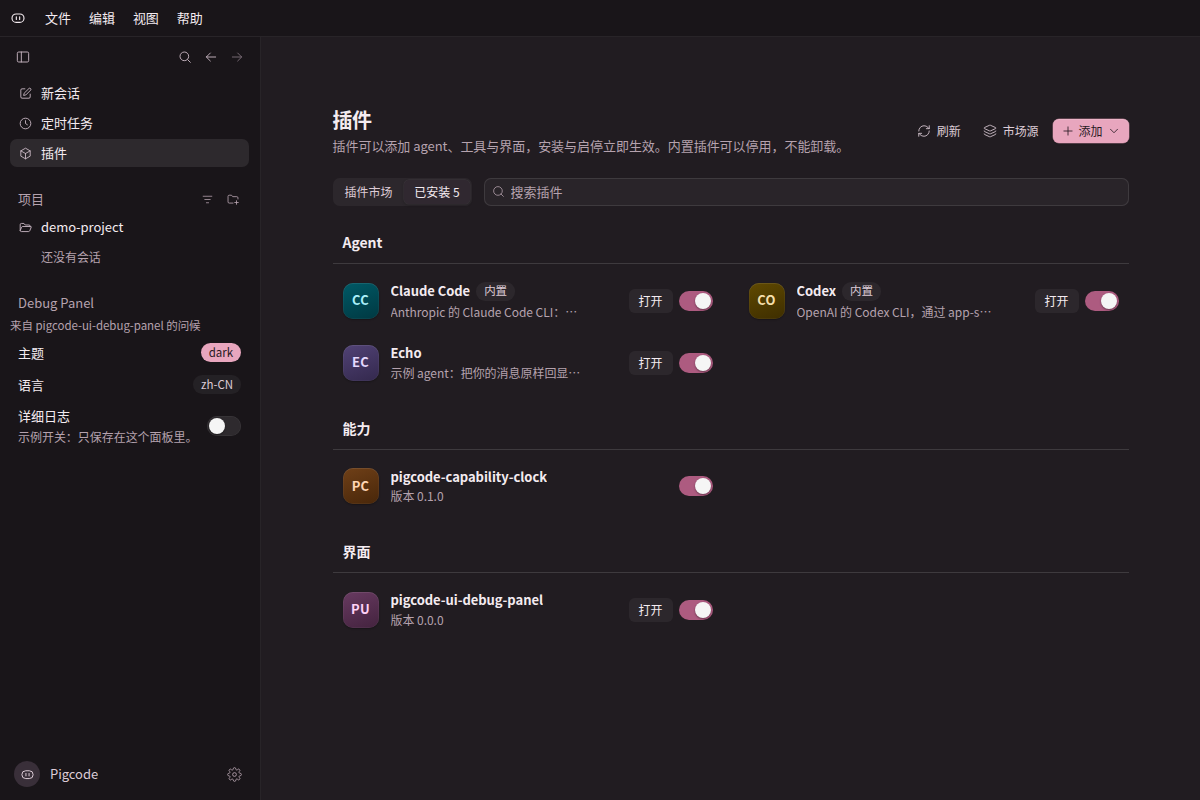 文件 编辑 视图 帮助
新会话
定时任务
插件
项目
demo-project
还没有会话
Debug Panel
来自 pigcode-ui-debug-panel 的问候
主题 dark
语言 zh-CN
详细日志
示例开关：只保存在这个面板里。
Pigcode
插件
插件可以添加 agent、工具与界面，安装与启停立即生效。内置插件可以停用，不能卸载。
刷新 市场源 添加
插件市场 已安装 5 搜索插件
Agent
CC Claude Code 内置
Anthropic 的 Claude Code CLI：…
打开
CO Codex 内置
OpenAI 的 Codex CLI，通过 app-s…
打开
EC Echo
示例 agent：把你的消息原样回显…
打开
能力
PC pigcode-capability-clock
版本 0.1.0
界面
PU pigcode-ui-debug-panel
版本 0.0.0
打开